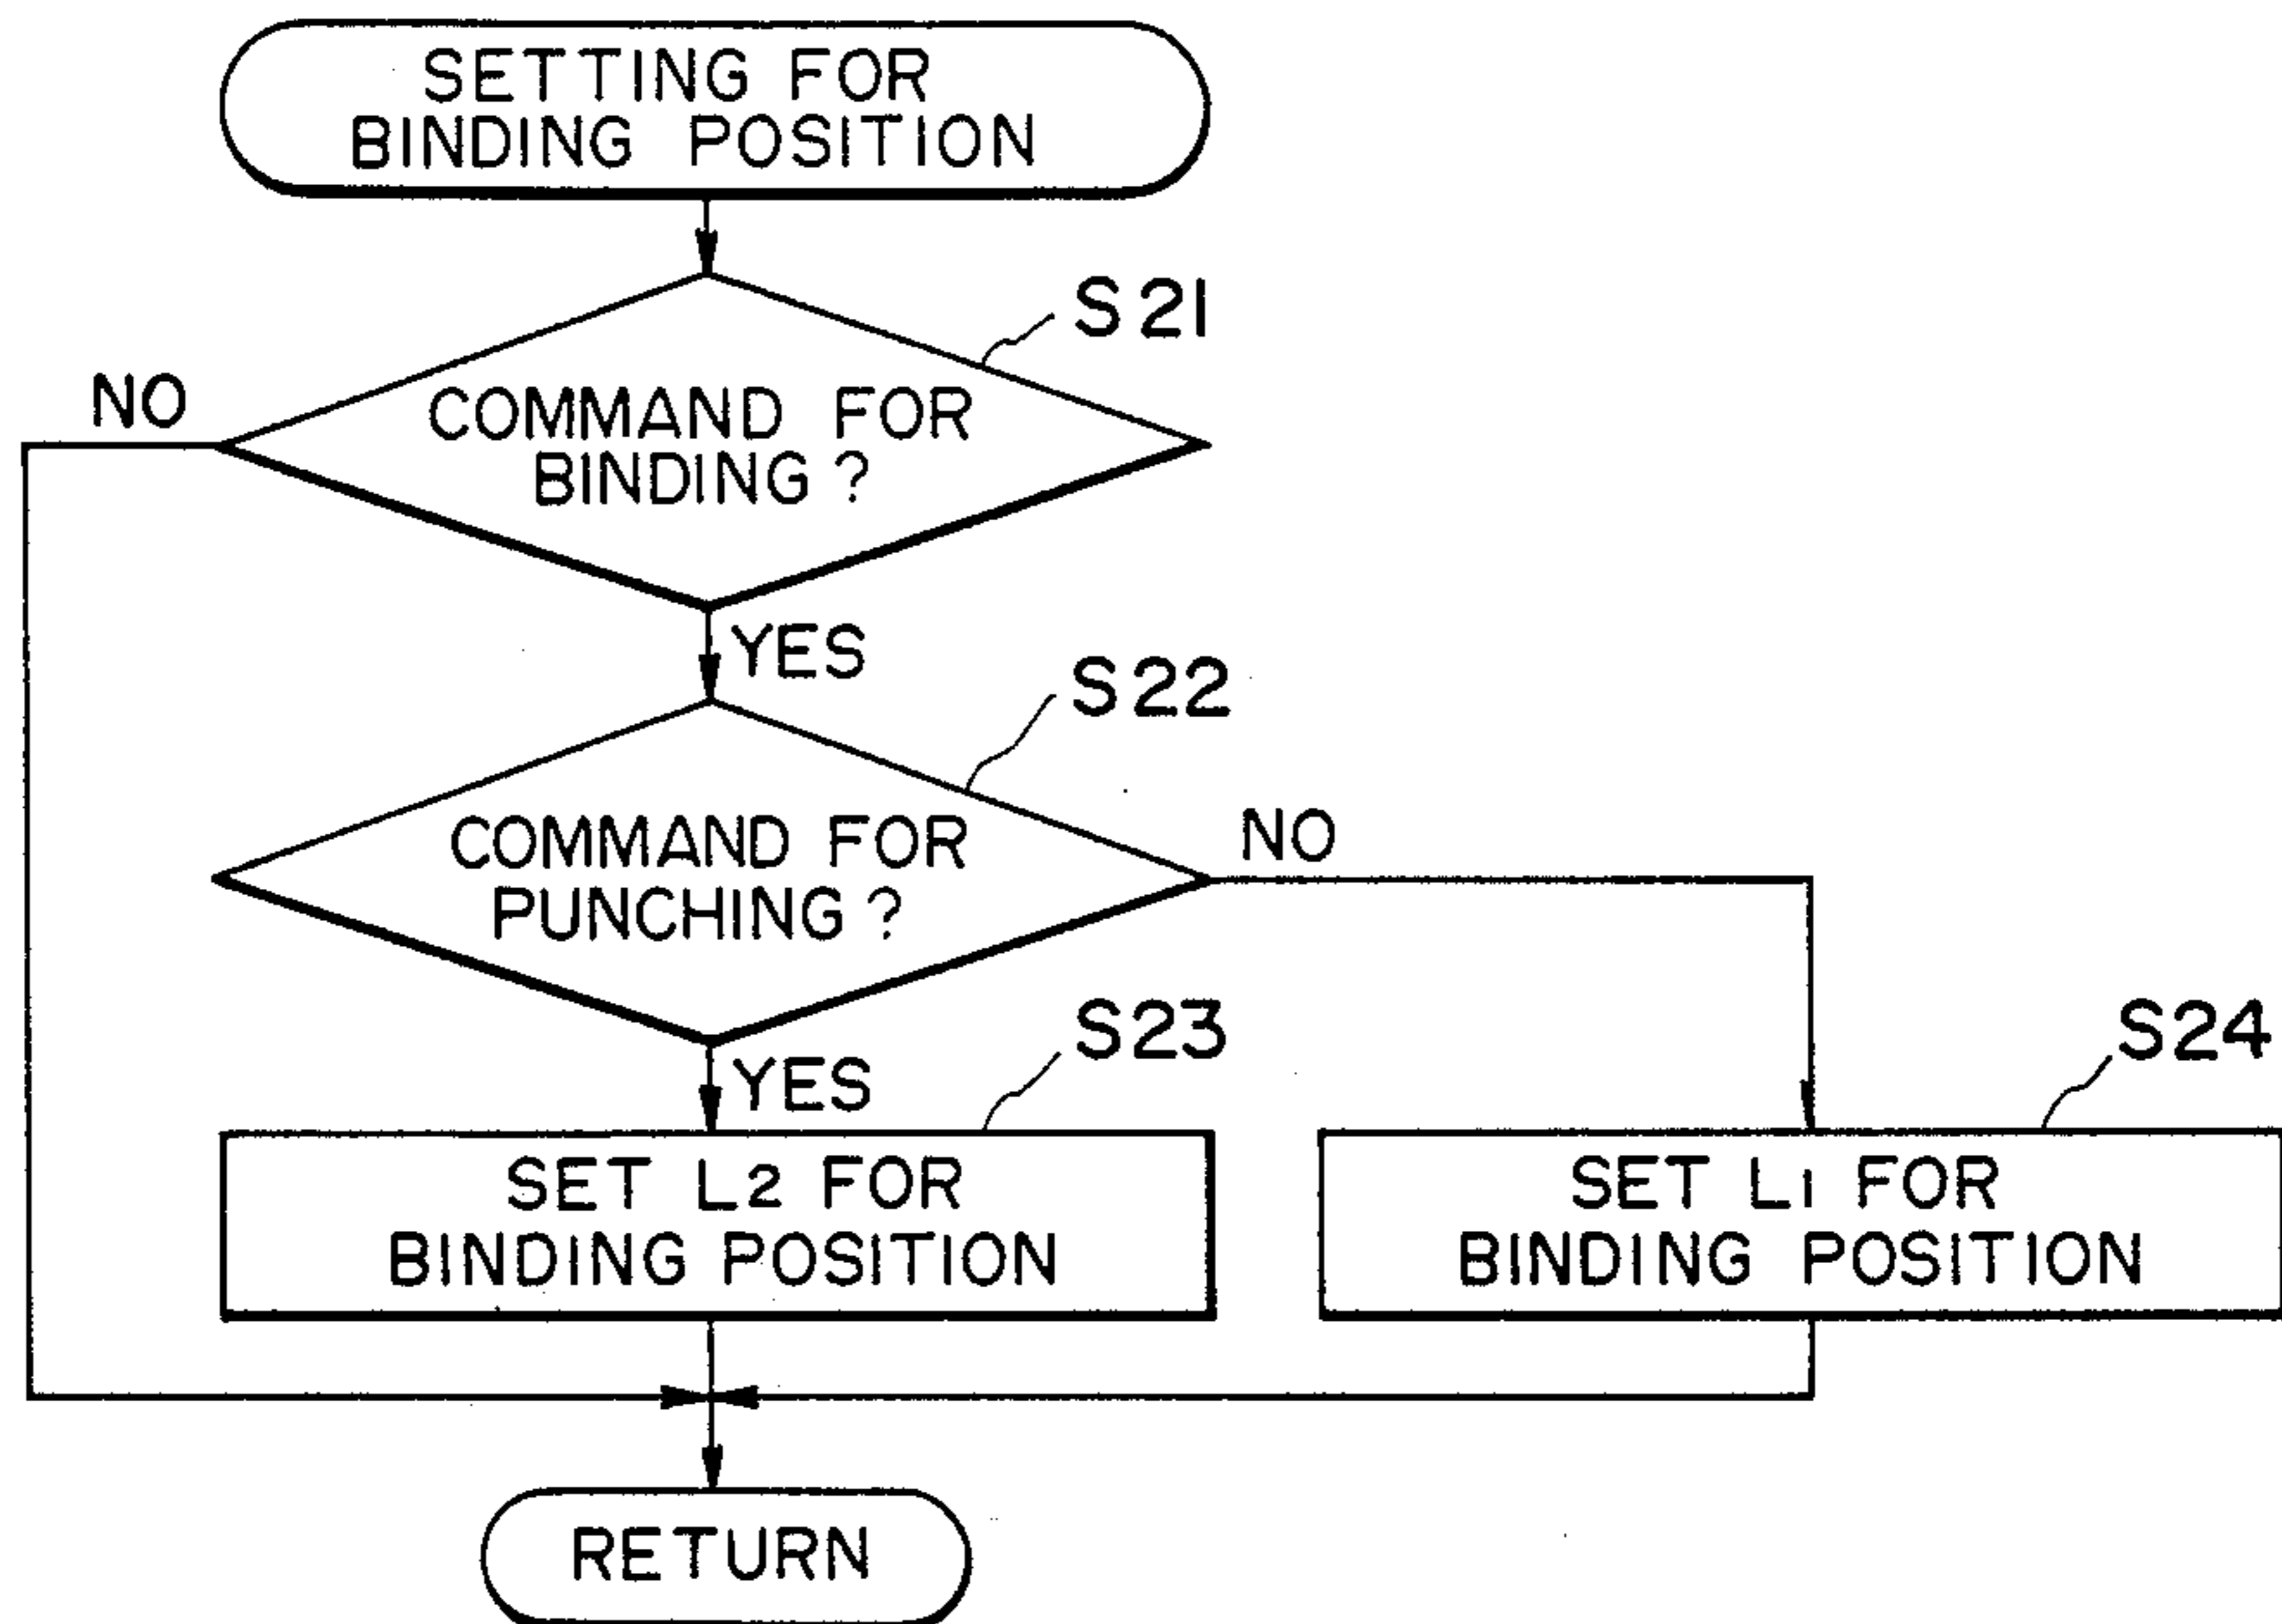 SETTING FOR
BINDING POSITION
S21
NO
COMMAND FOR
BINDING ?
YES
S22
COMMAND FOR
PUNCHING ?
NO
YES
S23
S24
SET L2 FOR
BINDING POSITION
SET L1 FOR
BINDING POSITION
RETURN